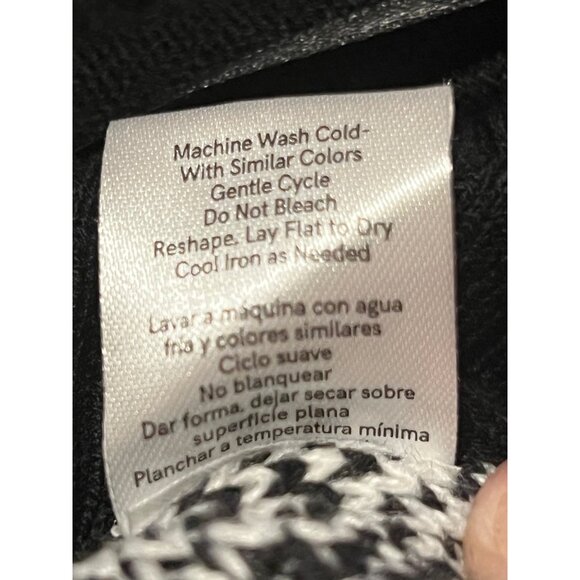 Machine Wash Cold-
With Similar Colors
Gentle Cycle
Do Not Bleach
Reshape, Lay Flat to Dry
Cool Iron as Needed
Lavar a máquina con agua
fría y colores similares
Ciclo suave
No blanquear
Dar forma, dejar secar sobre
superficie plana
Planchar a temperatura mínima